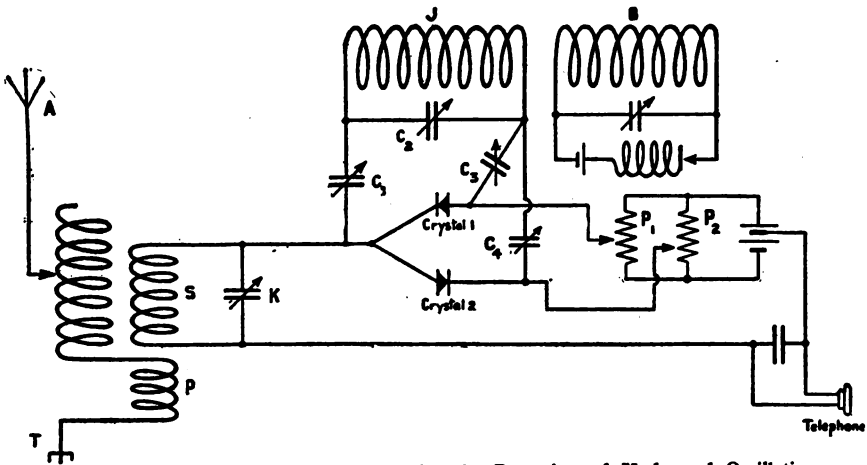 J
B
A
C₂
C₃
C₁
Crystal 1
P₁
P₂
C₄
S
K
Crystal 2
P
T
Telephone